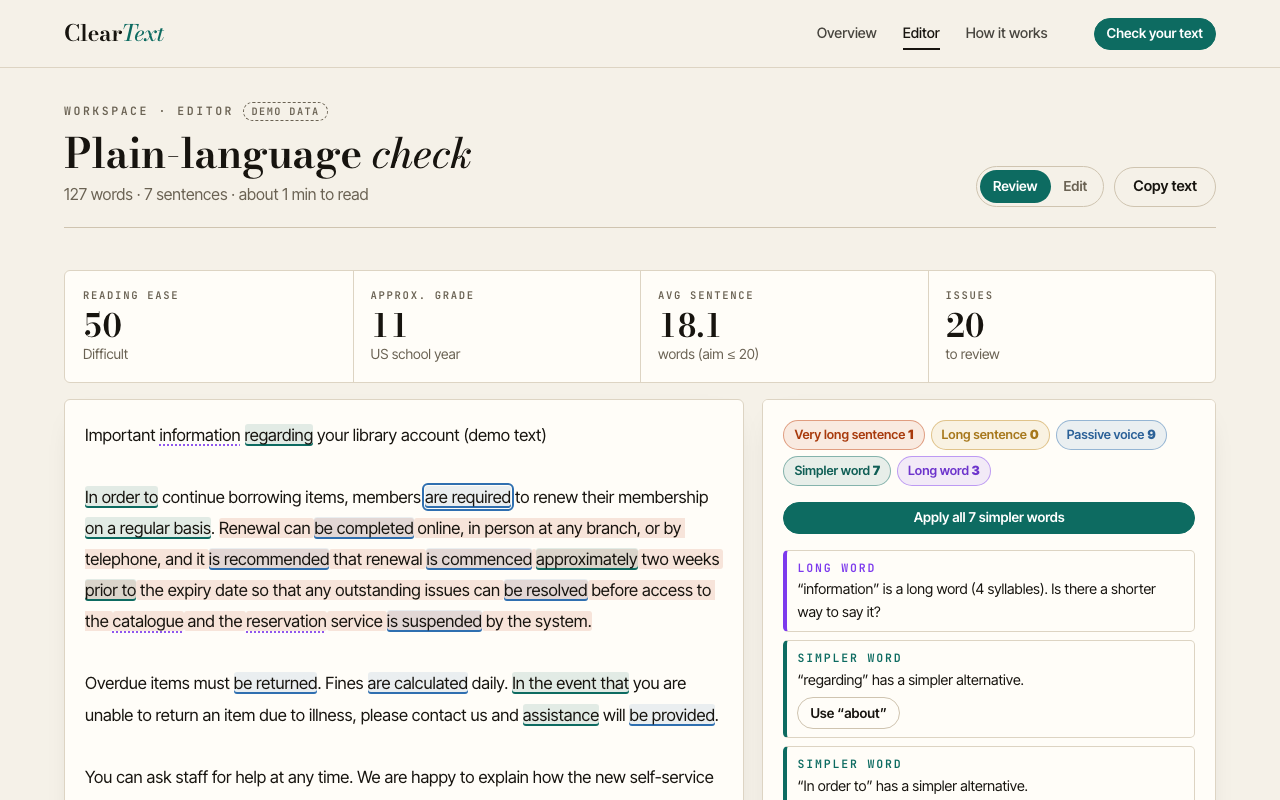 ClearText
Overview
Editor
How it works
Check your text
WORKSPACE · EDITOR
DEMO DATA
Plain-language check
127 words · 7 sentences · about 1 min to read
Review
Edit
Copy text
READING EASE
50
Difficult
APPROX. GRADE
11
US school year
AVG SENTENCE
18.1
words (aim ≤ 20)
ISSUES
20
to review
Important information regarding your library account (demo text)
In order to continue borrowing items, members are required to renew their membership
on a regular basis. Renewal can be completed online, in person at any branch, or by
telephone, and it is recommended that renewal is commenced approximately two weeks
prior to the expiry date so that any outstanding issues can be resolved before access to
the catalogue and the reservation service is suspended by the system.
Overdue items must be returned. Fines are calculated daily. In the event that you are
unable to return an item due to illness, please contact us and assistance will be provided.
You can ask staff for help at any time. We are happy to explain how the new self-service
Very long sentence 1
Long sentence 0
Passive voice 9
Simpler word 7
Long word 3
Apply all 7 simpler words
LONG WORD
“information” is a long word (4 syllables). Is there a shorter
way to say it?
SIMPLER WORD
“regarding” has a simpler alternative.
Use “about”
SIMPLER WORD
“In order to” has a simpler alternative.